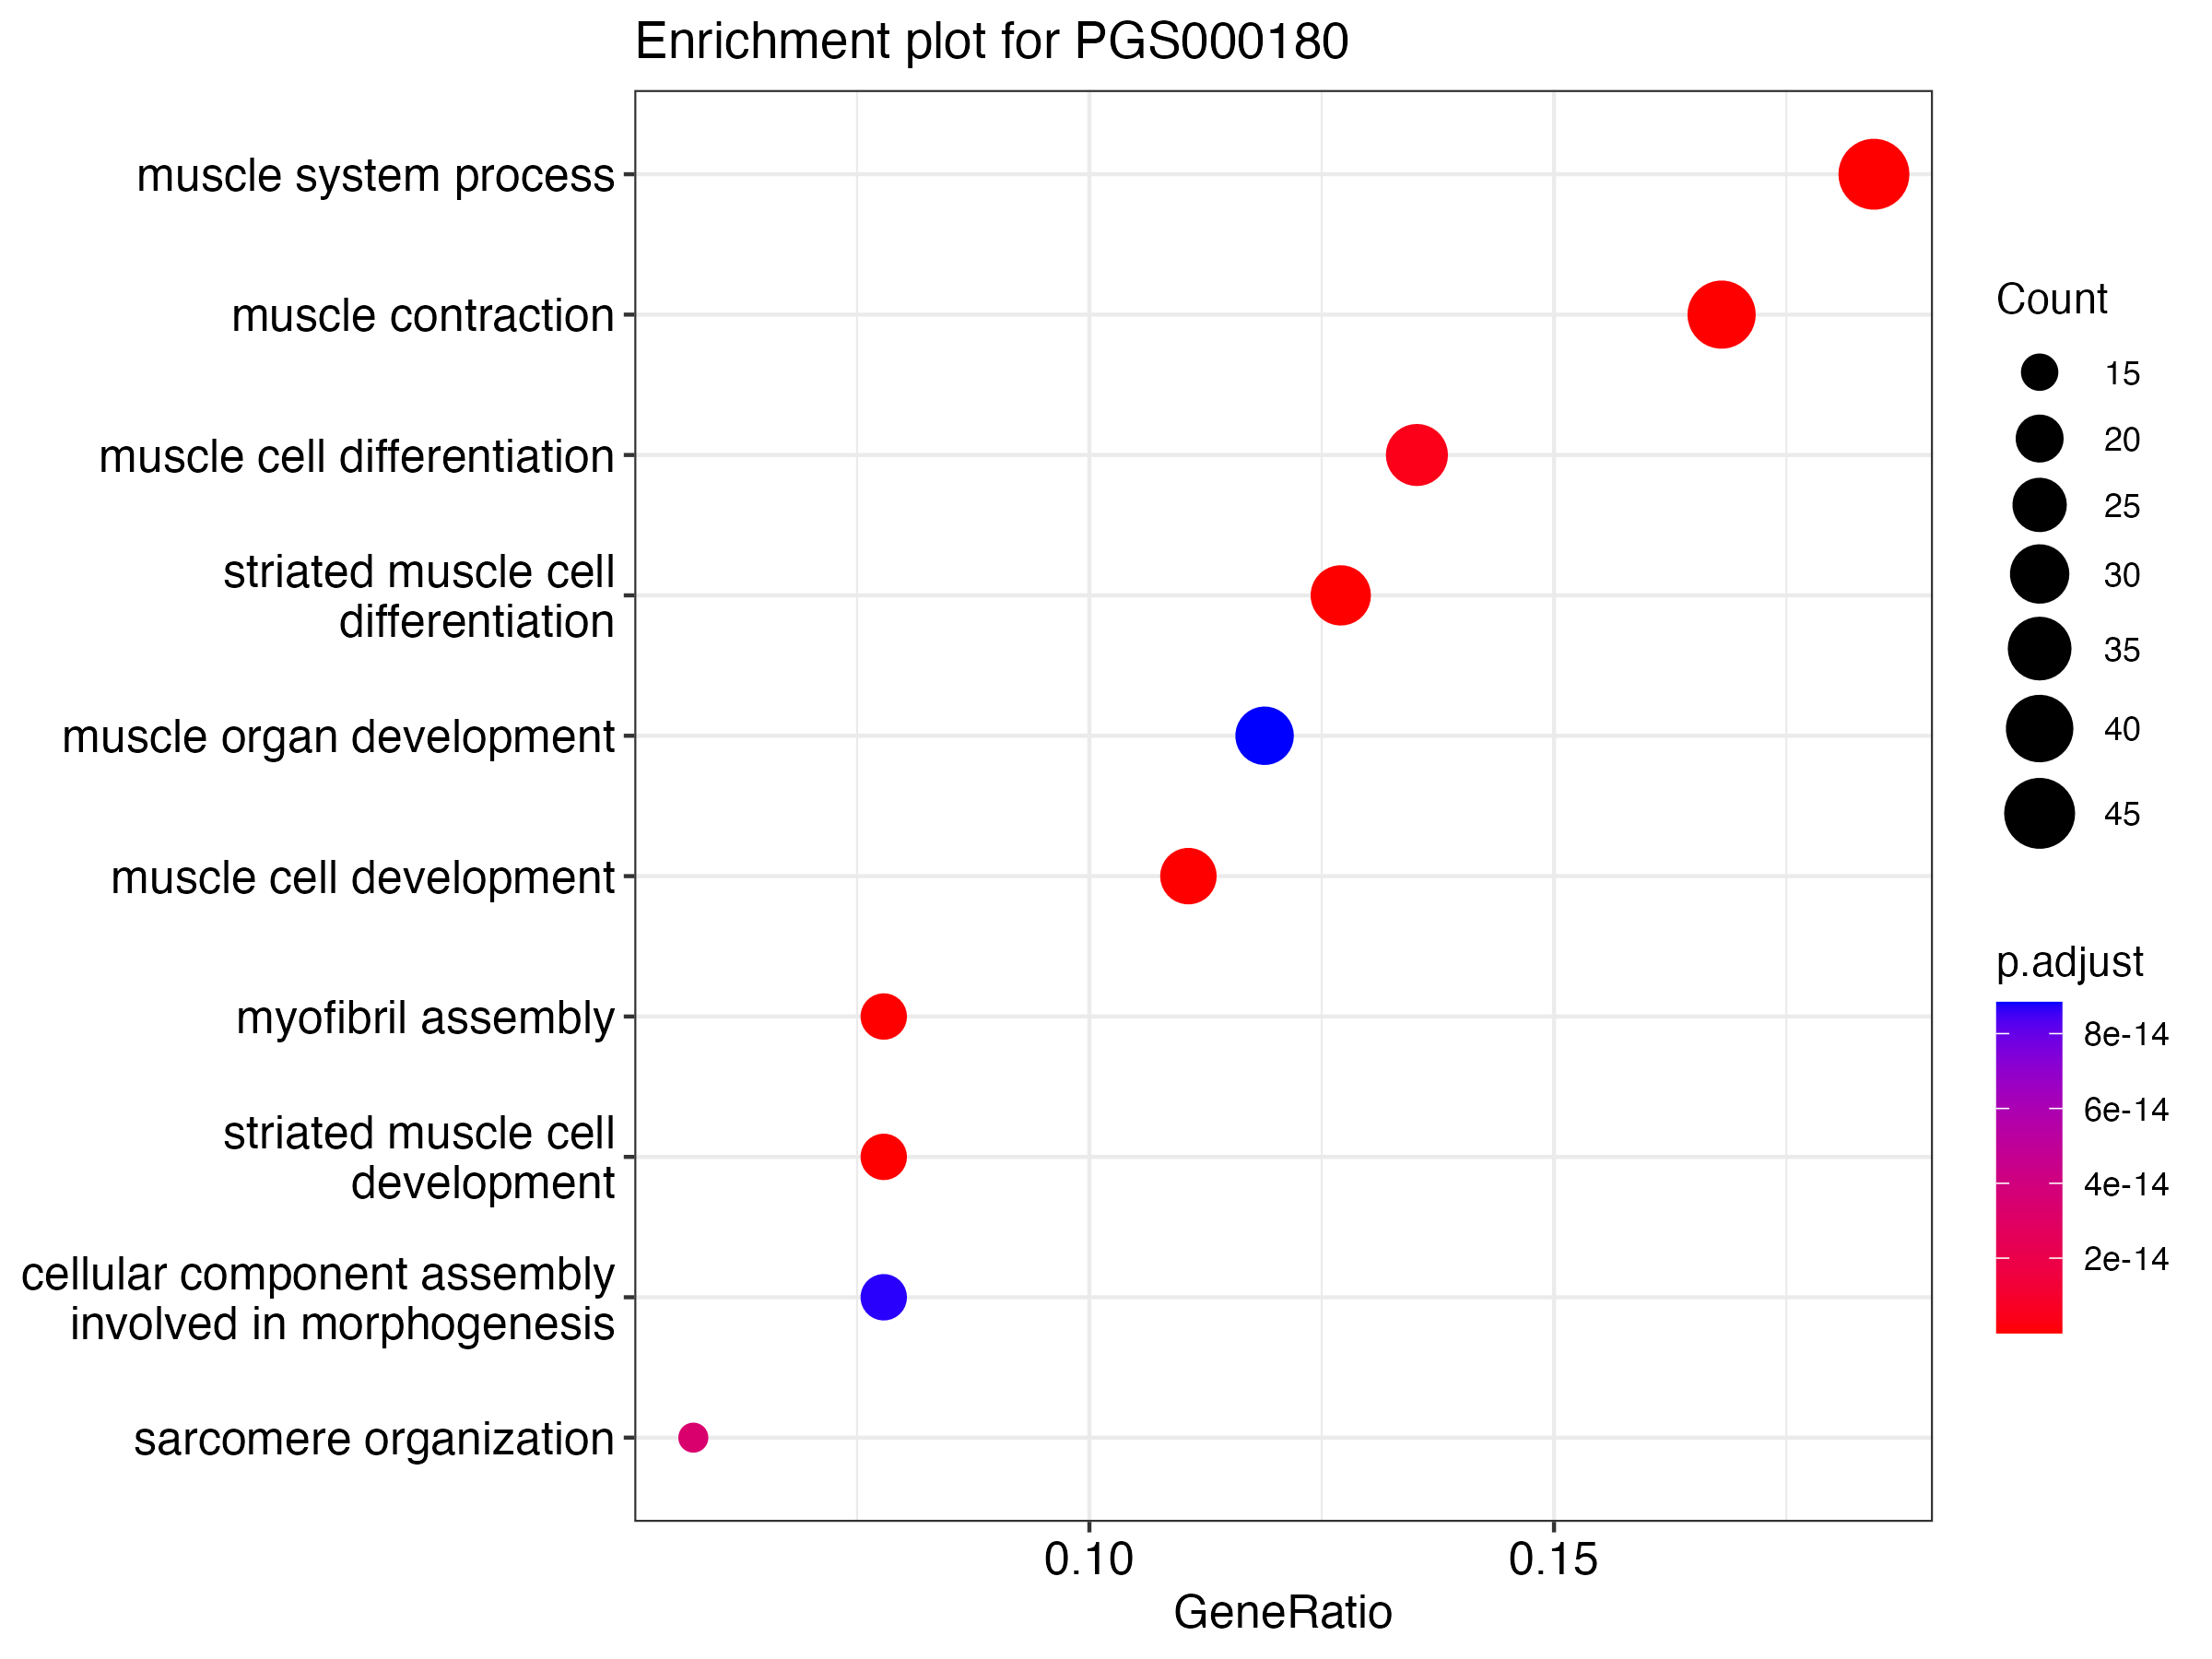 Enrichment plot for PGS000180
muscle system process
muscle contraction
muscle cell differentiation
striated muscle cell
differentiation
muscle organ development
muscle cell development
myofibril assembly
striated muscle cell
development
cellular component assembly
involved in morphogenesis
sarcomere organization
0.10
0.15
GeneRatio
Count
15
20
25
30
35
40
45
p.adjust
8e-14
6e-14
4e-14
2e-14